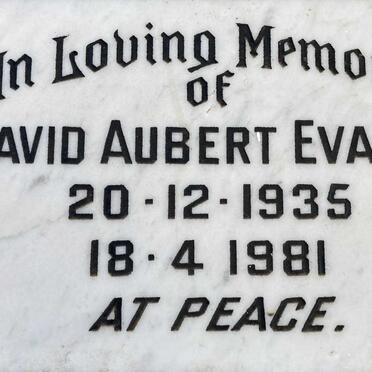 In Loving Memo
of
AVID AUBERT EVA
20 · 12 · 1935
18 · 4 1981
AT PEACE.